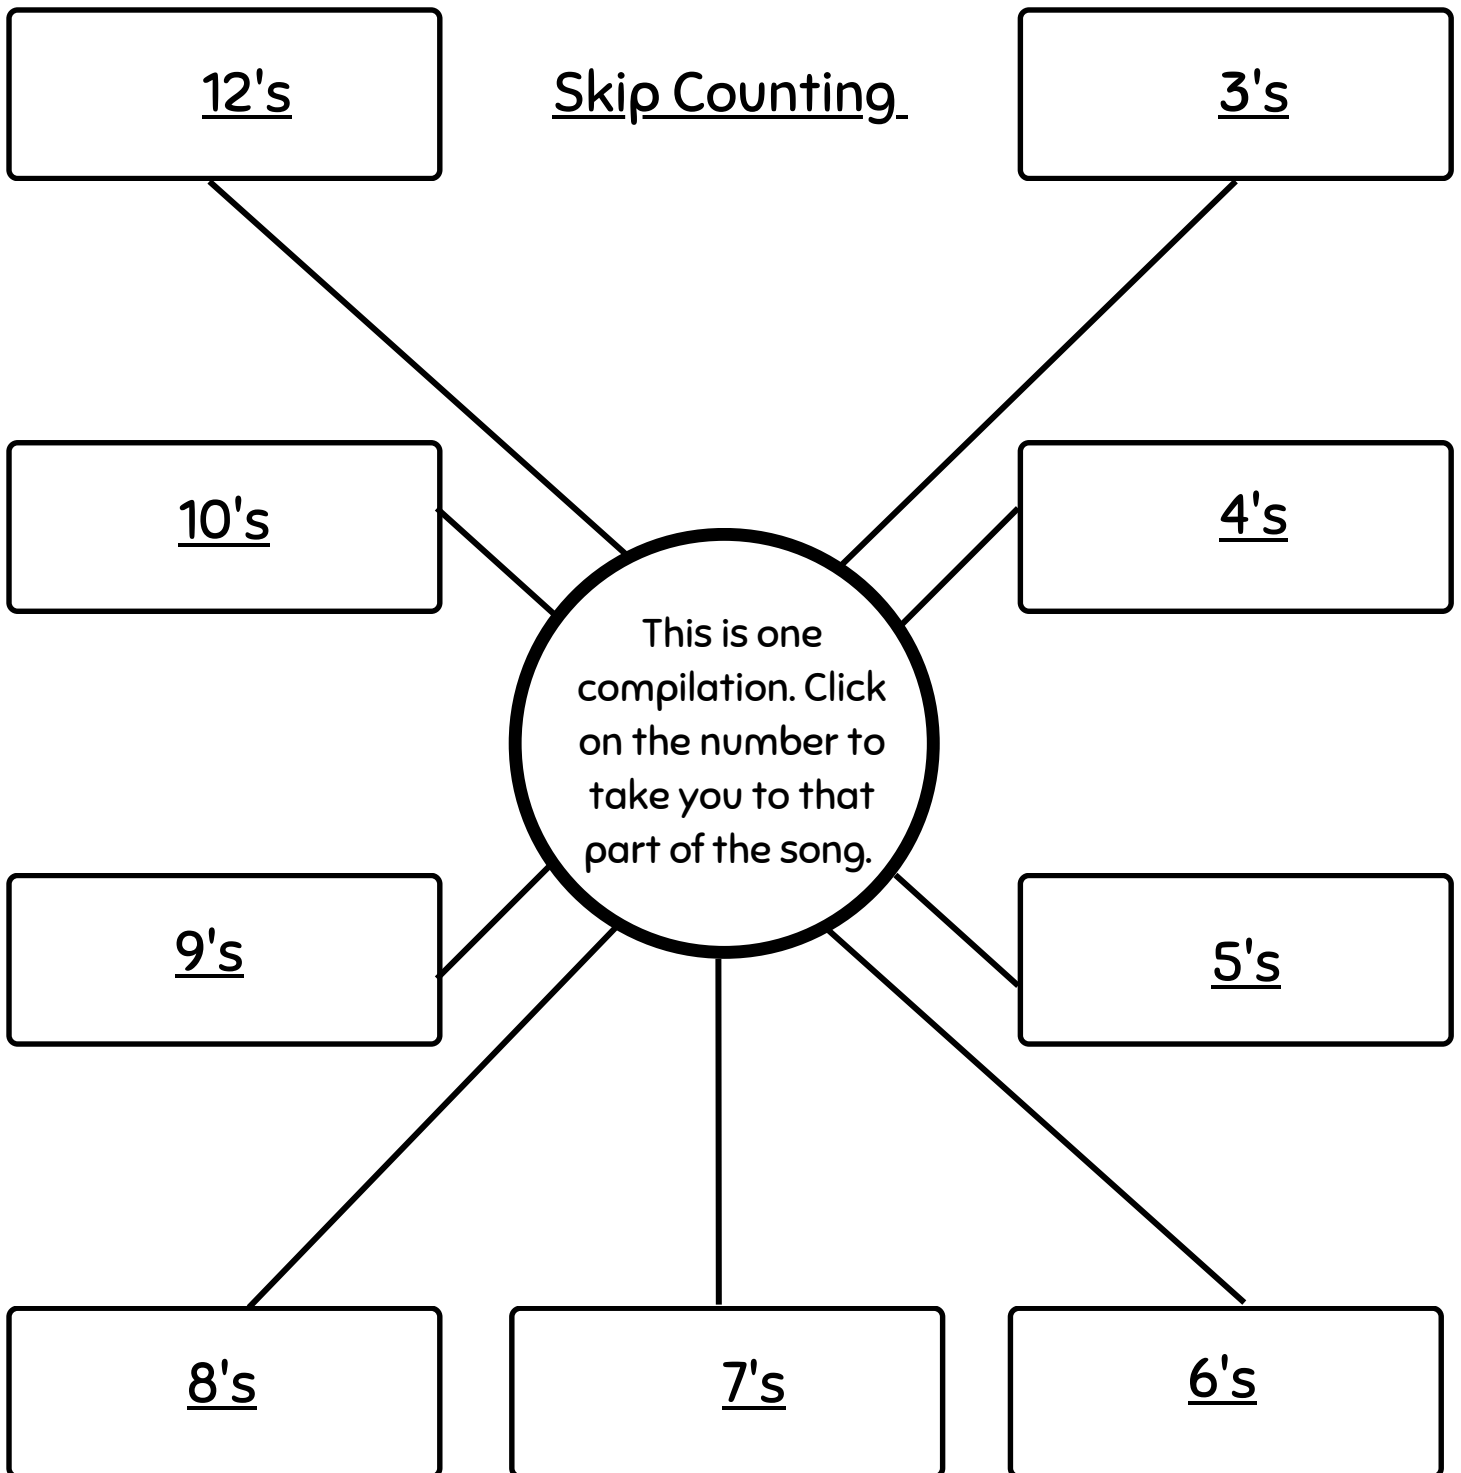 12's
Skip Counting
3's
10's
4's
This is one
compilation. Click
on the number to
take you to that
part of the song.
9's
5's
8's
7's
6's